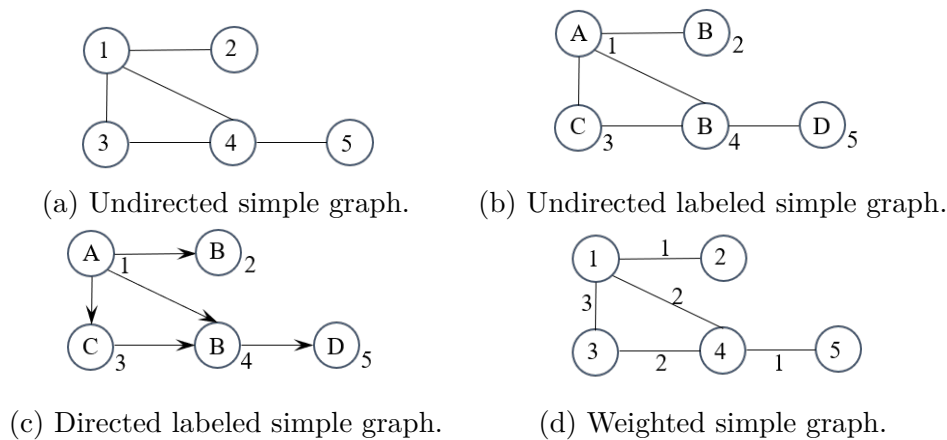 1 2
3 4 5
(a) Undirected simple graph.
A 1 B 2
C 3 B 4 D 5
(b) Undirected labeled simple graph.
A 1 B 2
C 3 B 4 D 5
(c) Directed labeled simple graph.
1 1 2
3 2
3 2 4 1 5
(d) Weighted simple graph.